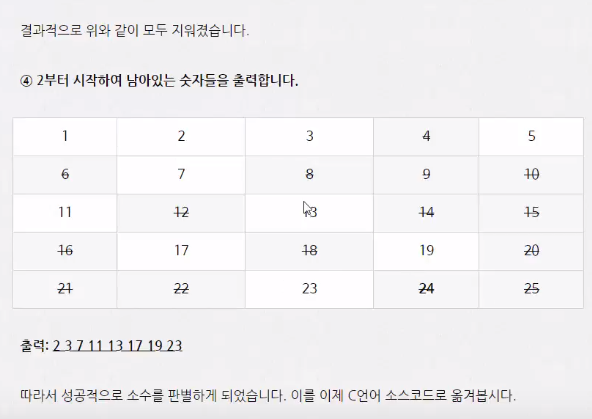 결과적으로 위와 같이 모두 지워졌습니다.
④ 2부터 시작하여 남아있는 숫자들을 출력합니다.
1 2 3 4 5
6 7 8 9 10
11 12 13 14 15
16 17 18 19 20
21 22 23 24 25
출력: 2 3 7 11 13 17 19 23
따라서 성공적으로 소수를 판별하게 되었습니다. 이를 이제 C언어 소스코드로 옮겨봅시다.